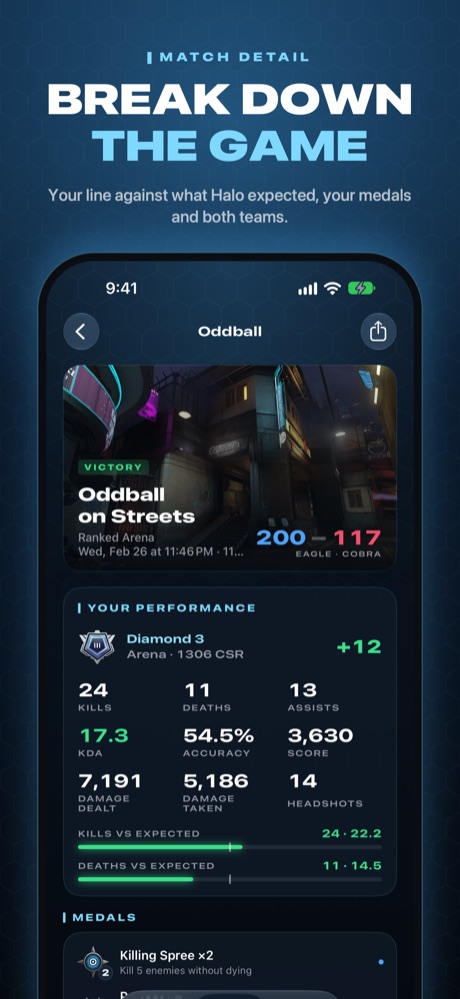 MATCH DETAIL
BREAK DOWN
THE GAME
Your line against what Halo expected, your medals
and both teams.
9:41
Oddball
VICTORY
Oddball
on Streets
Ranked Arena
Wed, Feb 26 at 11:46 PM · 11...
200 – 117
EAGLE · COBRA
YOUR PERFORMANCE
Diamond 3
Arena · 1306 CSR
+12
24 11 13
KILLS DEATHS ASSISTS
17.3 54.5% 3,630
KDA ACCURACY SCORE
7,191 5,186 14
DAMAGE DEALT DAMAGE TAKEN HEADSHOTS
KILLS VS EXPECTED 24 · 22.2
DEATHS VS EXPECTED 11 · 14.5
MEDALS
2
Killing Spree ×2
Kill 5 enemies without dying